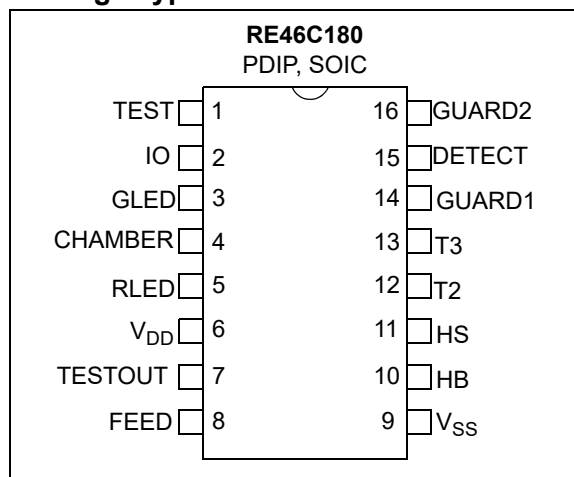 RE46C180
PDIP, SOIC
TEST 1 16 GUARD2
IO 2 15 DETECT
GLED 3 14 GUARD1
CHAMBER 4 13 T3
RLED 5 12 T2
VDD 6 11 HS
TESTOUT 7 10 HB
FEED 8 9 VSS